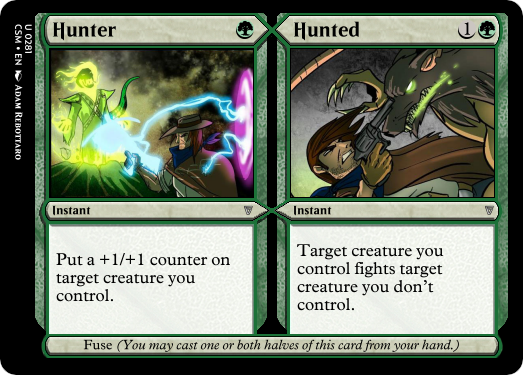 Hunter
Hunted
1
Instant
Instant
Put a +1/+1 counter on
target creature you
control.
Target creature you
control fights target
creature you don't
control.
Fuse (You may cast one or both halves of this card from your hand.)
U 0281
CSM • EN ADAM REBOTTARO